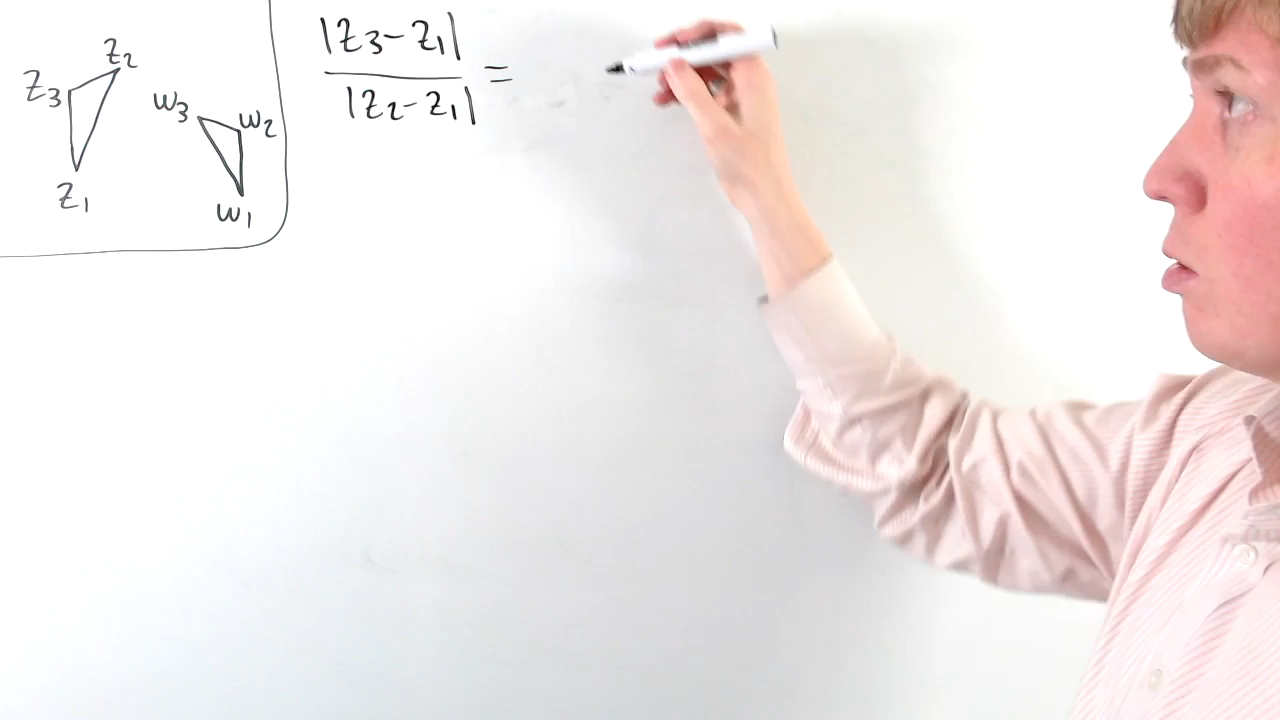 z₂
z₃
w₃
w₂
z₁
w₁
|z₃-z₁|
|z₂-z₁|
=